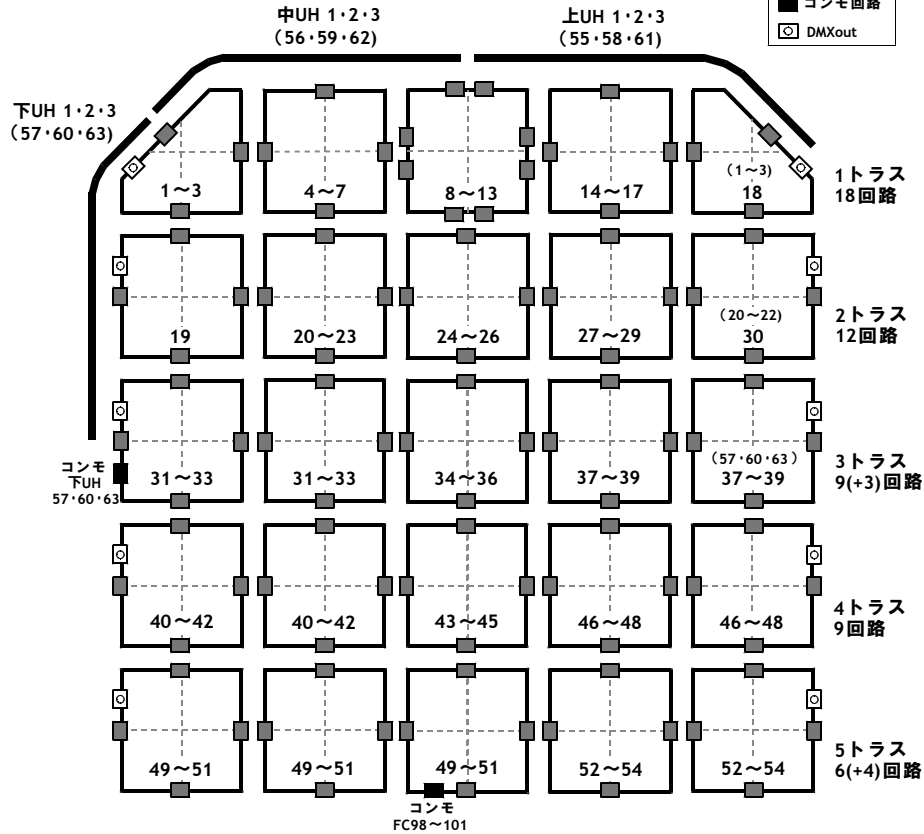 コンモ回路
DMXout
中UH 1・2・3
（56・59・62）
上UH 1・2・3
（55・58・61）
下UH 1・2・3
（57・60・63）
1〜3
4〜7
8〜13
14〜17
（1〜3）
18
1トラス
18回路
19
20〜23
24〜26
27〜29
（20〜22）
30
2トラス
12回路
コンモ
下UH
57・60・63
31〜33
31〜33
34〜36
37〜39
（57・60・63）
37〜39
3トラス
9(+3)回路
40〜42
40〜42
43〜45
46〜48
46〜48
4トラス
9回路
49〜51
49〜51
49〜51
52〜54
52〜54
5トラス
6(+4)回路
コンモ
FC98〜101